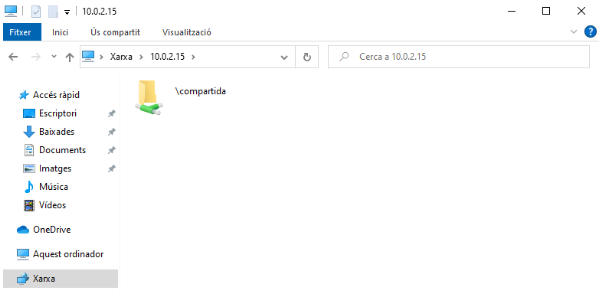 10.0.2.15
Fitxer Inici Ús compartit Visualització
Xarxa > 10.0.2.15 >
Cerca a 10.0.2.15
Accés ràpid
Escriptori
Baixades
Documents
Imatges
Música
Vídeos
OneDrive
Aquest ordinador
Xarxa
\compartida